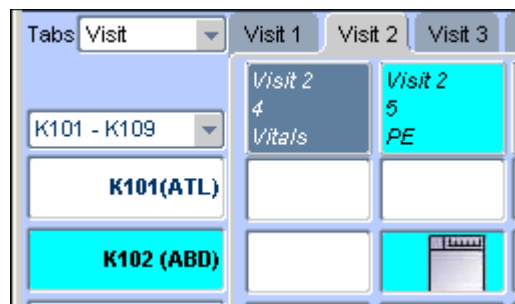 Tabs Visit Visit 1 Visit 2 Visit 3
Visit 2
4
Vitals
Visit 2
5
PE
K101 - K109
K101(ATL)
K102 (ABD)